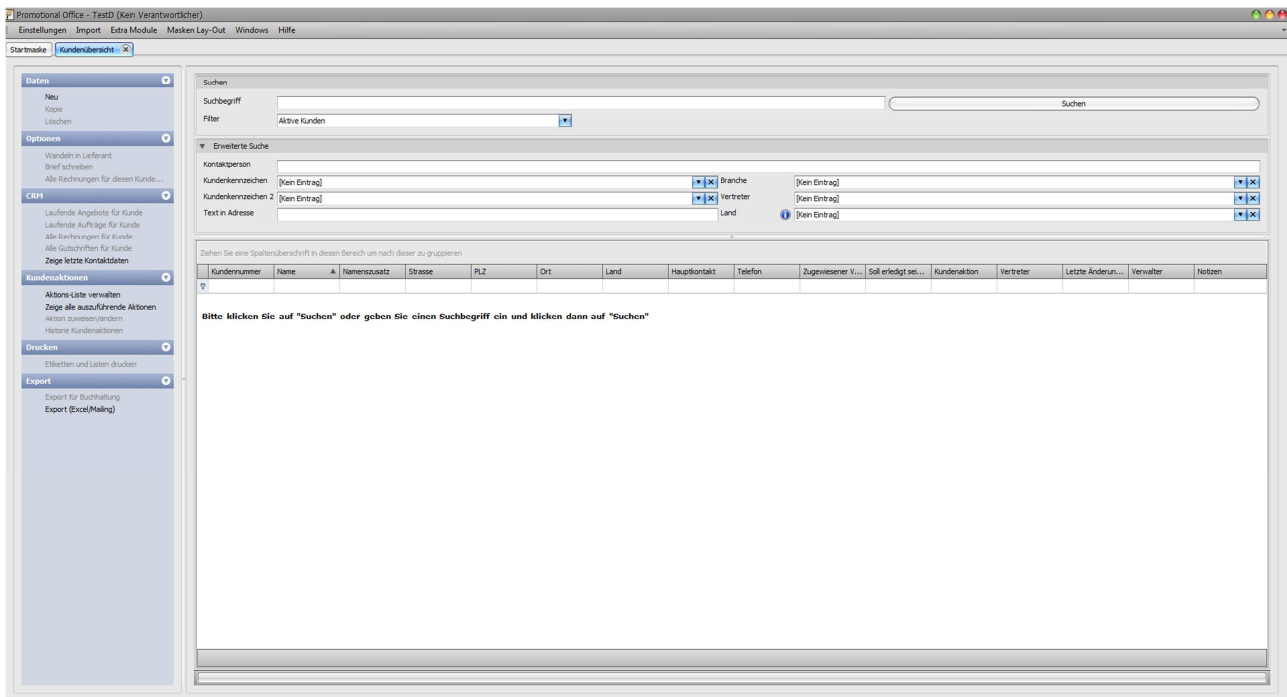 Promotional Office - TestD (Kein Verantwortlicher)
Einstellungen Import Extra Module Masken Lay-Out Windows Hilfe
Startmaske Kundenübersicht
Daten
Neu
Kopie
Löschen
Optionen
Wandeln in Lieferant
Brief schreiben
Alle Rechnungen für diesen Kunde...
CRM
Laufende Angebote für Kunde
Laufende Aufträge für Kunde
Alle Rechnungen für Kunde
Alle Gutschriften für Kunde
Zeige letzte Kontaktdaten
Kundenaktionen
Aktions-Liste verwalten
Zeige alle auszuführende Aktionen
Aktion zuweisen/ändern
Historie Kundenaktionen
Drucken
Etiketten und Listen drucken
Export
Export für Buchhaltung
Export (Excel/Mailing)
Suchen
Suchbegriff Suchen
Filter Aktive Kunden
Erweiterte Suche
Kontaktperson
Kundenkennzeichen [Kein Eintrag] Branche [Kein Eintrag]
Kundenkennzeichen 2 [Kein Eintrag] Vertreter [Kein Eintrag]
Text in Adresse Land [Kein Eintrag]
Ziehen Sie eine Spaltenüberschrift in diesen Bereich um nach dieser zu gruppieren
Kundennummer Name Namenszusatz Strasse PLZ Ort Land Hauptkontakt Telefon Zugewiesener V... Soll erledigt sei... Kundenaktion Vertreter Letzte Änderun... Verwalter Notizen
Bitte klicken Sie auf "Suchen" oder geben Sie einen Suchbegriff ein und klicken dann auf "Suchen"